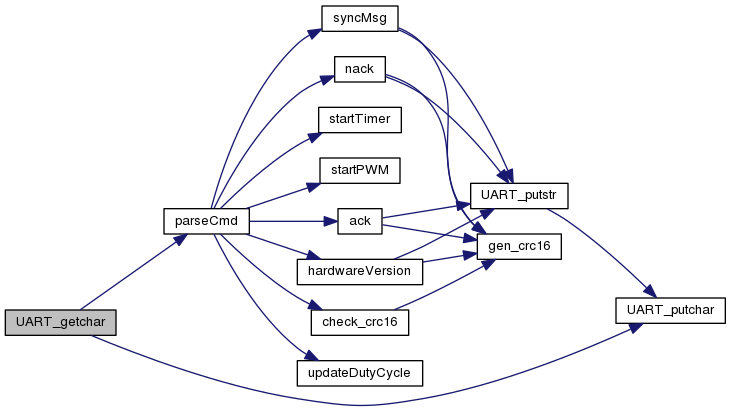 syncMsg
nack
startTimer
startPWM
UART_putstr
parseCmd
ack
gen_crc16
hardwareVersion
UART_putchar
UART_getchar
check_crc16
updateDutyCycle